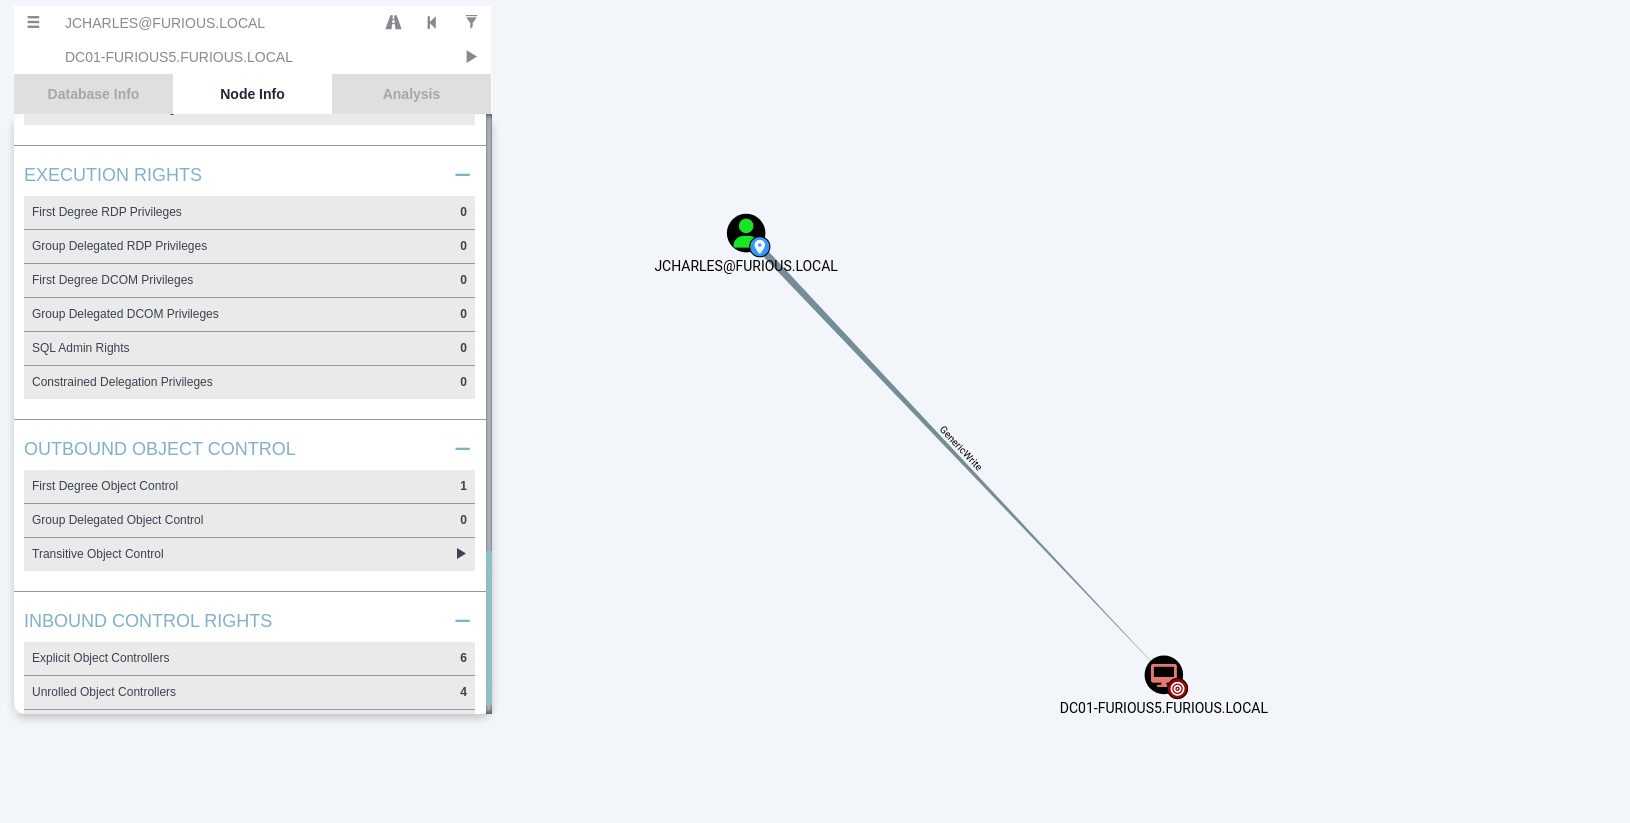 JCHARLES@FURIOUS.LOCAL
DC01-FURIOUS5.FURIOUS.LOCAL
Database Info Node Info Analysis
EXECUTION RIGHTS
First Degree RDP Privileges 0
Group Delegated RDP Privileges 0
First Degree DCOM Privileges 0
Group Delegated DCOM Privileges 0
SQL Admin Rights 0
Constrained Delegation Privileges 0
OUTBOUND OBJECT CONTROL
First Degree Object Control 1
Group Delegated Object Control 0
Transitive Object Control
INBOUND CONTROL RIGHTS
Explicit Object Controllers 6
Unrolled Object Controllers 4
JCHARLES@FURIOUS.LOCAL
GenericWrite
DC01-FURIOUS5.FURIOUS.LOCAL